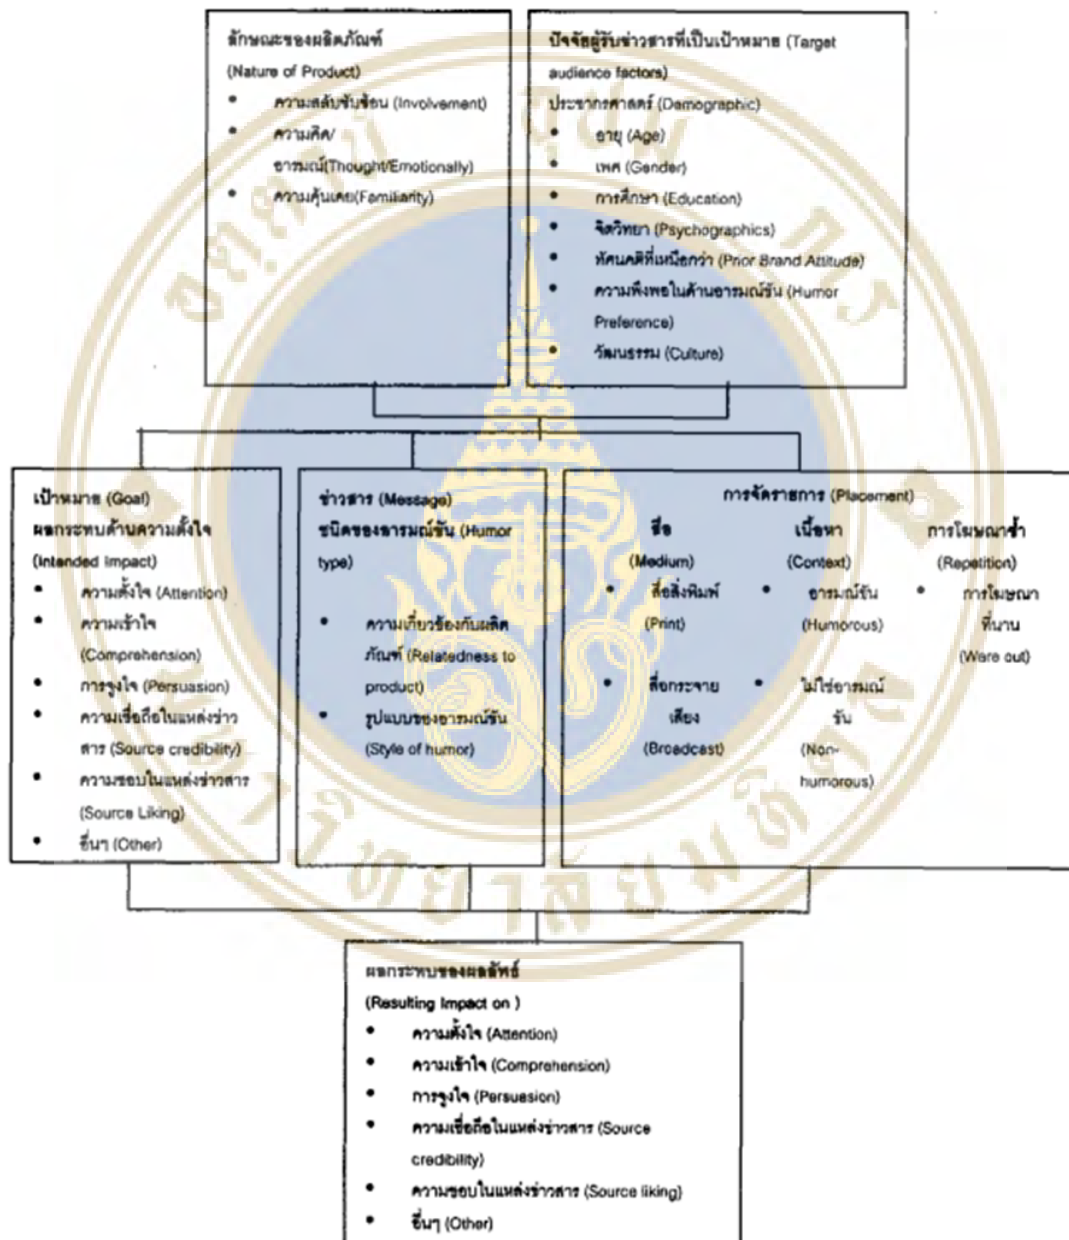 ลักษณะของผลิตภัณฑ์
(Nature of Product)
• ความสลับซับซ้อน (Involvement)
• ความคิด/
อารมณ์(Thought/Emotionally)
• ความคุ้นเคย(Familiarity)
ปัจจัยผู้รับข่าวสารที่เป็นเป้าหมาย (Target
audience factors)
ประชากรศาสตร์ (Demographic)
• อายุ (Age)
• เพศ (Gender)
• การศึกษา (Education)
• จิตวิทยา (Psychographics)
• ทัศนคติที่เหนือกว่า (Prior Brand Attitude)
• ความพึงพอในด้านอารมณ์ขัน (Humor
Preference)
• วัฒนธรรม (Culture)
เป้าหมาย (Goal)
ผลกระทบด้านความตั้งใจ
(Intended Impact)
• ความตั้งใจ (Attention)
• ความเข้าใจ
(Comprehension)
• การจูงใจ (Persuasion)
• ความเชื่อถือในแหล่งข่าว
สาร (Source credibility)
• ความชอบในแหล่งข่าวสาร
(Source Liking)
• อื่นๆ (Other)
ข่าวสาร (Message)
ชนิดของอารมณ์ขัน (Humor
type)
• ความเกี่ยวข้องกับผลิต
ภัณฑ์ (Relatedness to
product)
• รูปแบบของอารมณ์ขัน
(Style of humor)
การจัดรายการ (Placement)
สื่อ
(Medium)
• สื่อสิ่งพิมพ์
(Print)
• สื่อกระจาย
เสียง
(Broadcast)
เนื้อหา
(Context)
• อารมณ์ขัน
(Humorous)
• ไม่ใช่อารมณ์
ขัน
(Non-
humorous)
การโฆษณาซ้ำ
(Repetition)
• การโฆษณา
ที่นาน
(Ware out)
ผลกระทบของผลลัพธ์
(Resulting Impact on )
• ความตั้งใจ (Attention)
• ความเข้าใจ (Comprehension)
• การจูงใจ (Persuasion)
• ความเชื่อถือในแหล่งข่าวสาร (Source
credibility)
• ความชอบในแหล่งข่าวสาร (Source liking)
• อื่นๆ (Other)
มหาวิทยาลัยมหิดล